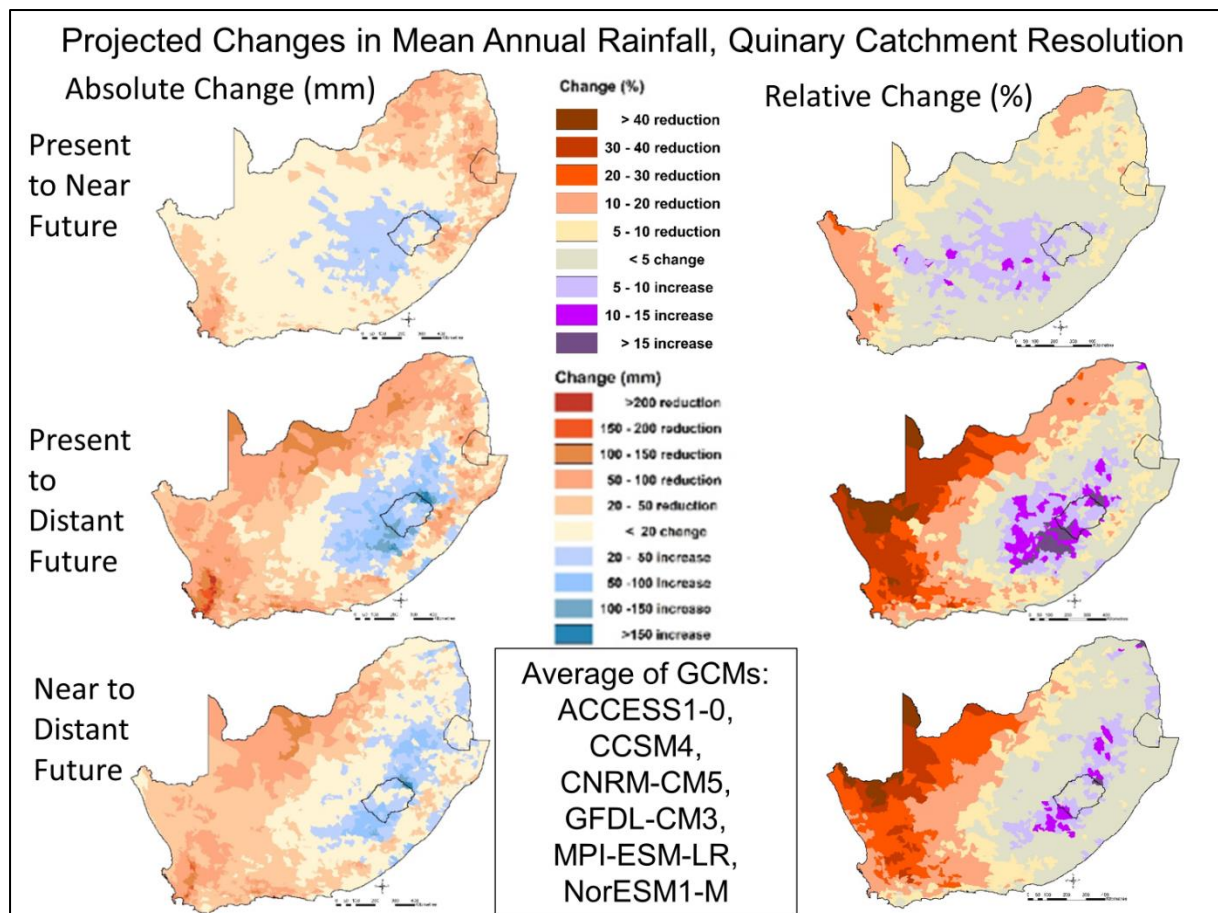 Projected Changes in Mean Annual Rainfall, Quinary Catchment Resolution
Absolute Change (mm)
Relative Change (%)
Present
to Near
Future
Present
to
Distant
Future
Near to
Distant
Future
Change (%)
> 40 reduction
30 - 40 reduction
20 - 30 reduction
10 - 20 reduction
5 - 10 reduction
< 5 change
5 - 10 increase
10 - 15 increase
> 15 increase
Change (mm)
>200 reduction
150 - 200 reduction
100 - 150 reduction
50 - 100 reduction
20 - 50 reduction
< 20 change
20 - 50 increase
50 -100 Increase
100 -150 increase
>150 increase
Average of GCMs:
ACCESS1-0,
CCSM4,
CNRM-CM5,
GFDL-CM3,
MPI-ESM-LR,
NorESM1-M